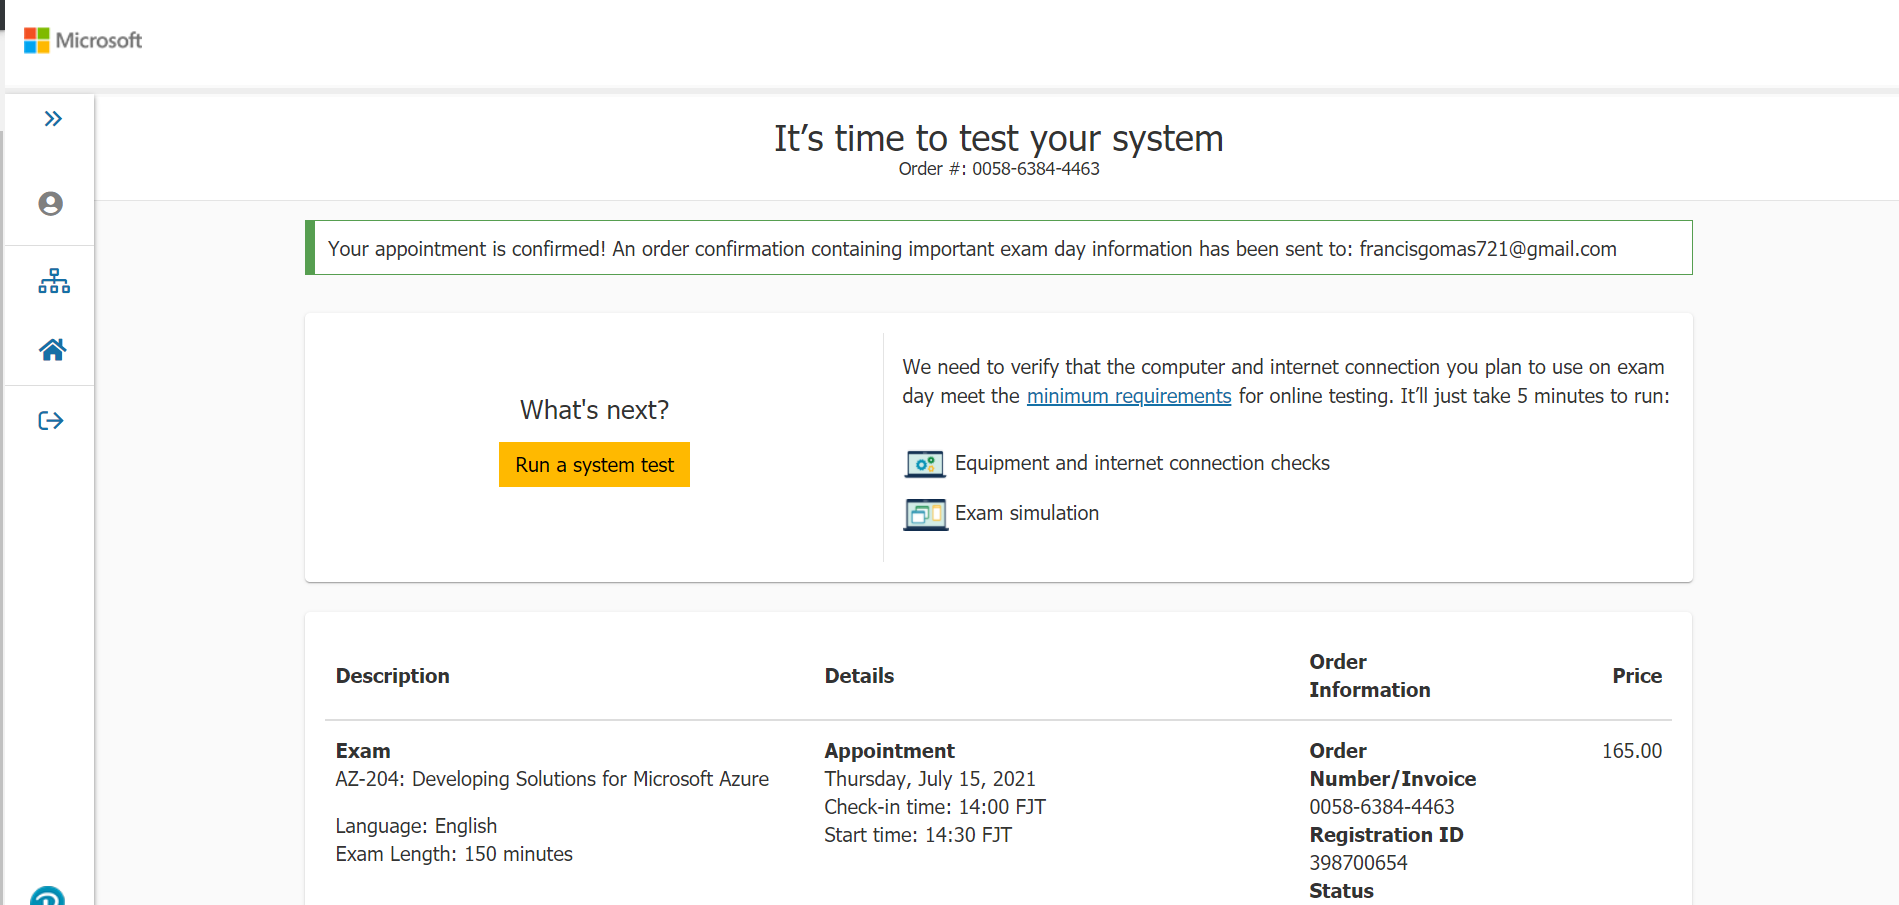 Microsoft
It's time to test your system
Order #: 0058-6384-4463
Your appointment is confirmed! An order confirmation containing important exam day information has been sent to: francisgomas721@gmail.com
What's next?
Run a system test
We need to verify that the computer and internet connection you plan to use on exam
day meet the minimum requirements for online testing. It'll just take 5 minutes to run:
Equipment and internet connection checks
Exam simulation
Description
Details
Order
Information
Price
Exam
AZ-204: Developing Solutions for Microsoft Azure
Language: English
Exam Length: 150 minutes
Appointment
Thursday, July 15, 2021
Check-in time: 14:00 FJT
Start time: 14:30 FJT
Order
Number/Invoice
0058-6384-4463
Registration ID
398700654
Status
165.00